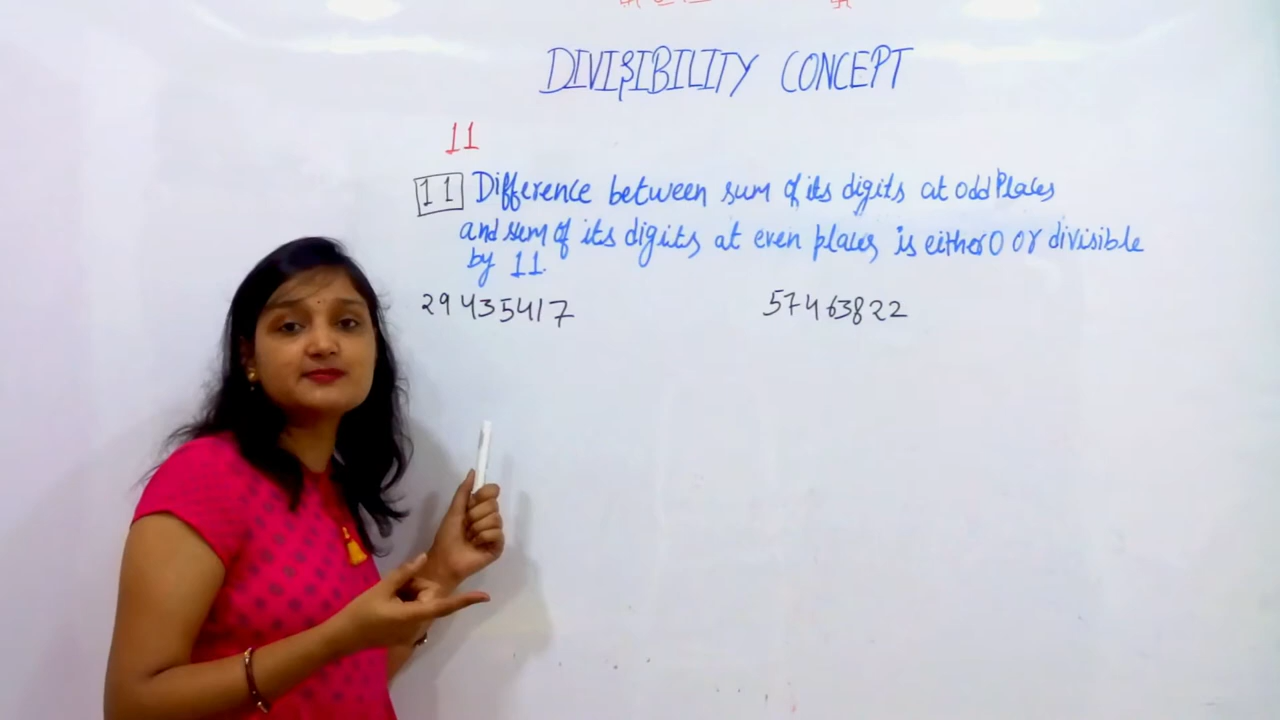 DIVISIBILITY CONCEPT
11
11 Difference between sum of its digits at odd Places
and sum of its digits at even places is either 0 or divisible
by 11.
29435417 57463822